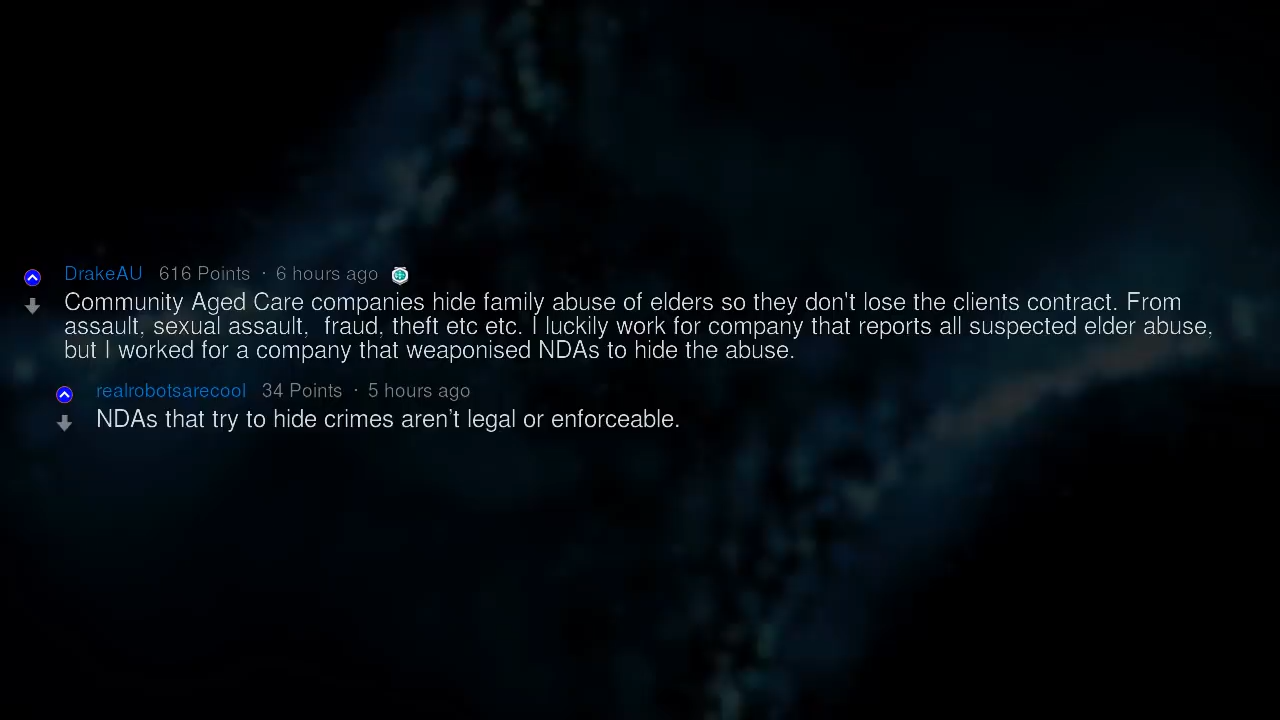 DrakeAU 616 Points · 6 hours ago
Community Aged Care companies hide family abuse of elders so they don't lose the clients contract. From
assault, sexual assault,  fraud, theft etc etc. I luckily work for company that reports all suspected elder abuse,
but I worked for a company that weaponised NDAs to hide the abuse.
realrobotsarecool 34 Points · 5 hours ago
NDAs that try to hide crimes aren’t legal or enforceable.